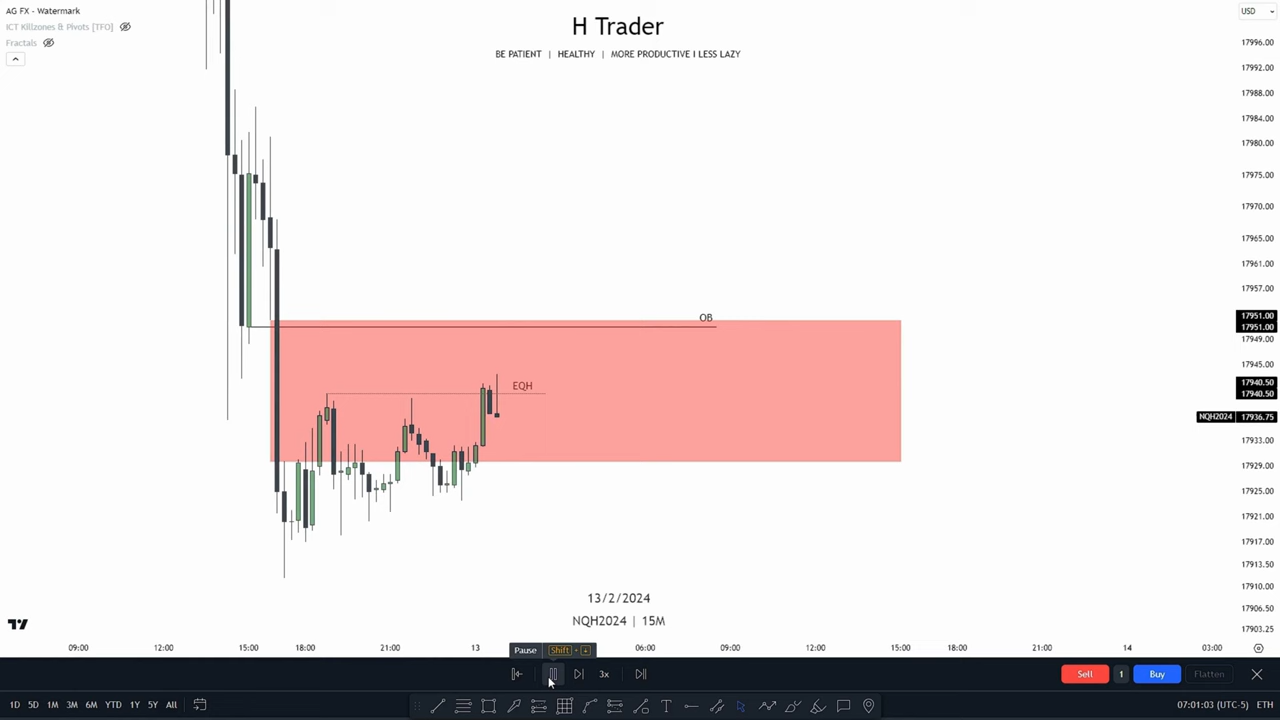 AG FX - Watermark
USD
ICT Killzones & Pivots [TFO]
Fractals
H Trader
BE PATIENT | HEALTHY | MORE PRODUCTIVE I LESS LAZY
17996.00
17992.00
17988.00
17984.00
17980.00
17975.00
17970.00
17965.00
17961.00
17957.00
OB
17951.00
17951.00
17949.00
17945.00
EQH
17940.50
17940.50
NQH2024 17936.75
17933.00
17929.00
17925.00
17921.00
17917.00
17913.50
17910.00
17906.50
17903.25
13/2/2024
NQH2024 | 15M
09:00 12:00 15:00 18:00 21:00 13 06:00 09:00 12:00 15:00 18:00 21:00 14 03:00
Pause Shift +
3x
Sell 1 Buy Flatten
1D 5D 1M 3M 6M YTD 1Y 5Y All
07:01:03 (UTC-5) ETH